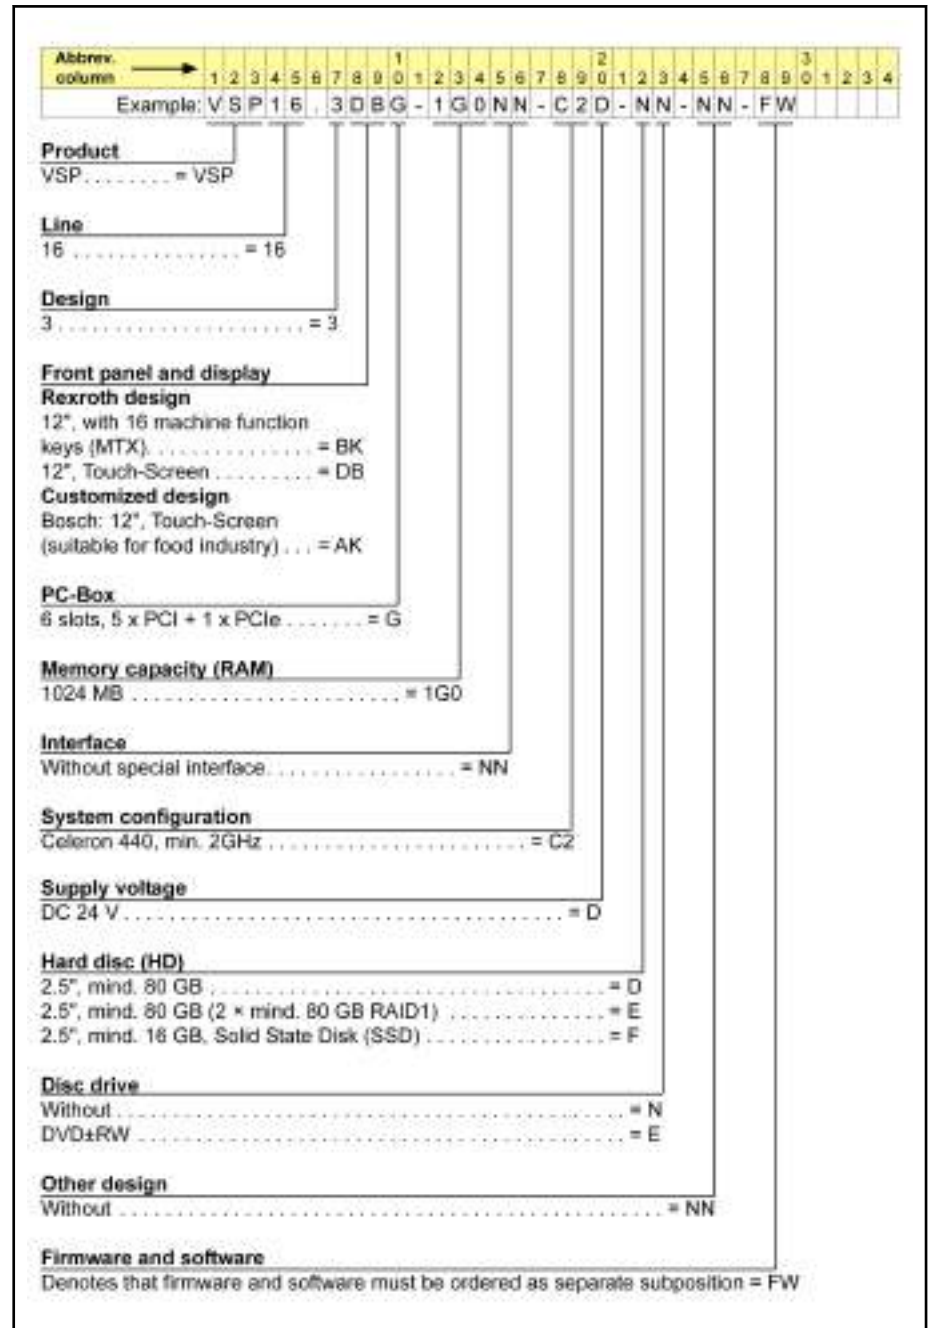 Abbrev. 1 2 3
column 1 2 3 4 5 6 7 8 9 0 1 2 3 4 5 6 7 8 9 0 1 2 3 4 5 6 7 8 9 0 1 2 3 4
Example: V S P 1 6 . 3 D B G - 1 G 0 N N - C 2 D - N N - N N - F W
Product
VSP . . . . . . . . = VSP
Line
16 . . . . . . . . . . . . . . . = 16
Design
3 . . . . . . . . . . . . . . . . . . . . . . = 3
Front panel and display
Rexroth design
12", with 16 machine function
keys (MTX). . . . . . . . . . . . . . . = BK
12", Touch-Screen . . . . . . . . . = DB
Customized design
Bosch: 12", Touch-Screen
(suitable for food industry) . . . = AK
PC-Box
6 slots, 5 x PCI + 1 x PCIe . . . . . . . = G
Memory capacity (RAM)
1024 MB . . . . . . . . . . . . . . . . . . . . . . . . = 1G0
Interface
Without special interface. . . . . . . . . . . . . . . . . = NN
System configuration
Celeron 440, min. 2GHz . . . . . . . . . . . . . . . . . . . . . . . = C2
Supply voltage
DC 24 V . . . . . . . . . . . . . . . . . . . . . . . . . . . . . . . . . . . . . . = D
Hard disc (HD)
2.5", mind. 80 GB . . . . . . . . . . . . . . . . . . . . . . . . . . . . . . . . . . = D
2.5", mind. 80 GB (2 × mind. 80 GB RAID1) . . . . . . . . . . . . . . = E
2.5", mind. 16 GB, Solid State Disk (SSD) . . . . . . . . . . . . . . . . = F
Disc drive
Without . . . . . . . . . . . . . . . . . . . . . . . . . . . . . . . . . . . . . . . . . . . . = N
DVD±RW . . . . . . . . . . . . . . . . . . . . . . . . . . . . . . . . . . . . . . . . . . = E
Other design
Without . . . . . . . . . . . . . . . . . . . . . . . . . . . . . . . . . . . . . . . . . . . . . . . = NN
Firmware and software
Denotes that firmware and software must be ordered as separate subposition = FW